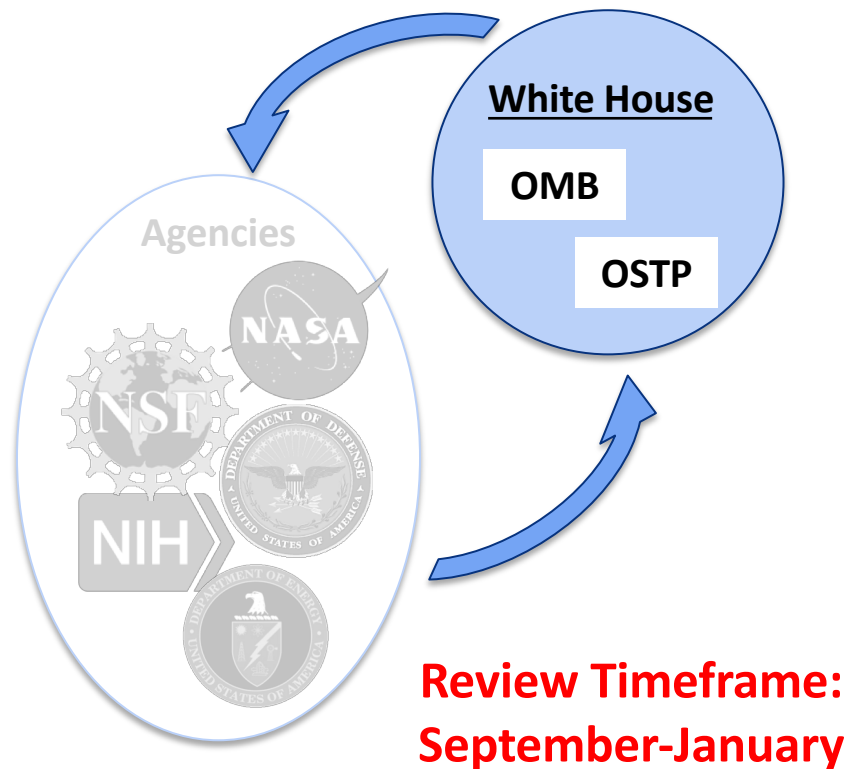 White House
OMB
OSTP
Agencies
NASA
NSF
DEPARTMENT OF DEFENSE
UNITED STATES OF AMERICA
NIH
DEPARTMENT OF ENERGY
UNITED STATES OF AMERICA
Review Timeframe:
September-January